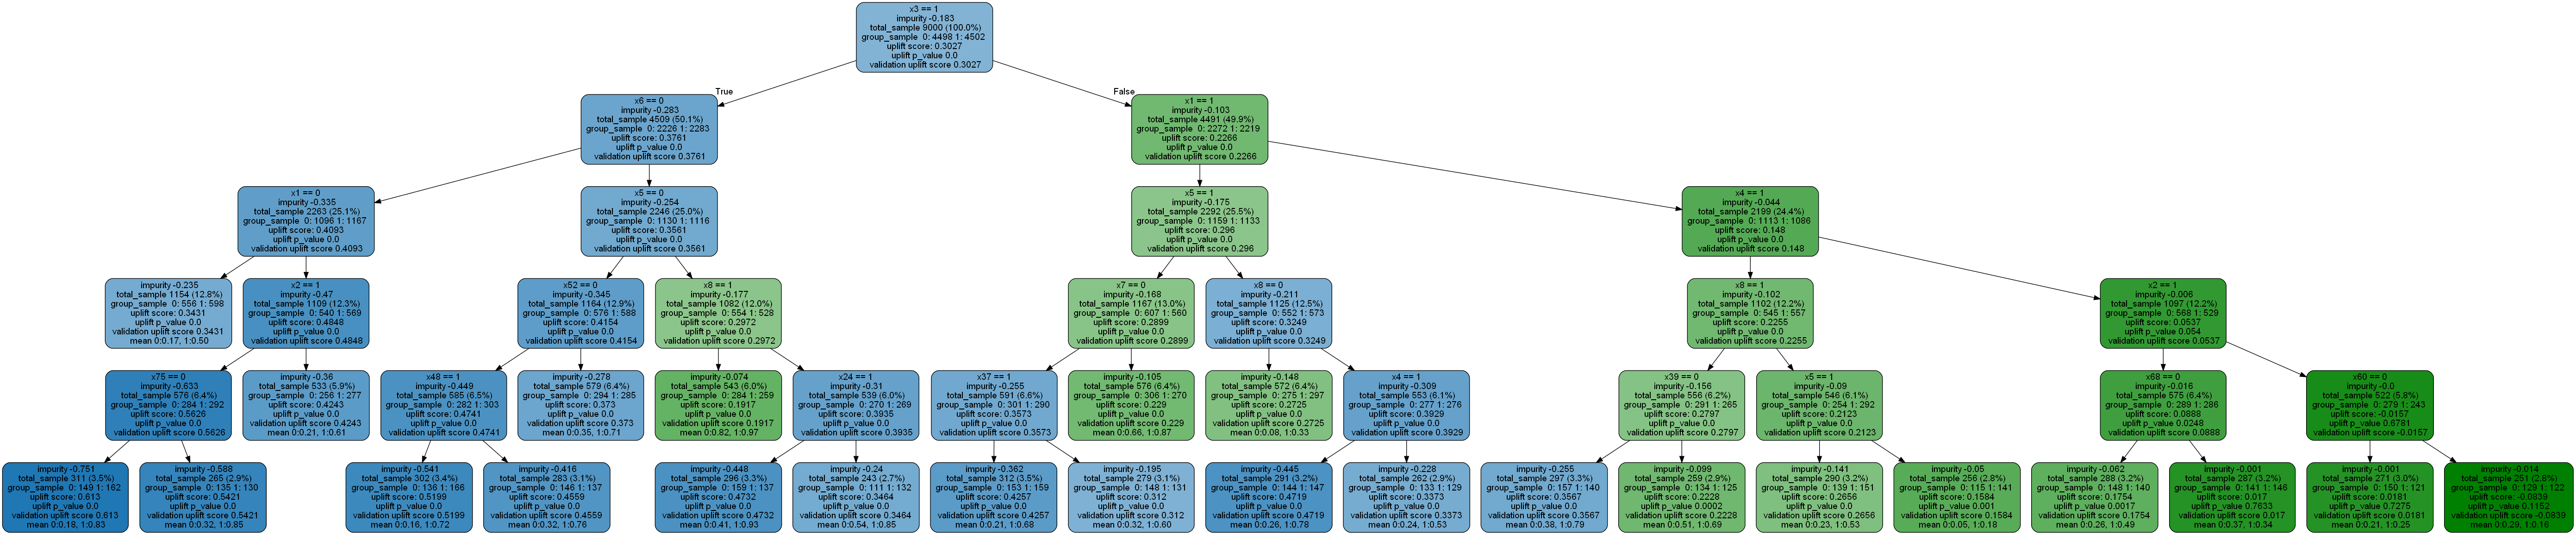 x3 == 1
impurity -0.183
total_sample 9000 (100.0%)
group_sample 0: 4498 1: 4502
uplift score: 0.3027
uplift p_value 0.0
validation uplift score 0.3027
True
False
x6 == 0
impurity -0.283
total_sample 4509 (50.1%)
group_sample 0: 2226 1: 2283
uplift score: 0.3761
uplift p_value 0.0
validation uplift score 0.3761
x1 == 1
impurity -0.103
total_sample 4491 (49.9%)
group_sample 0: 2272 1: 2219
uplift score: 0.2266
uplift p_value 0.0
validation uplift score 0.2266
x1 == 0
impurity -0.335
total_sample 2263 (25.1%)
group_sample 0: 1096 1: 1167
uplift score: 0.4093
uplift p_value 0.0
validation uplift score 0.4093
x5 == 0
impurity -0.254
total_sample 2246 (25.0%)
group_sample 0: 1130 1: 1116
uplift score: 0.3561
uplift p_value 0.0
validation uplift score 0.3561
x5 == 1
impurity -0.175
total_sample 2292 (25.5%)
group_sample 0: 1159 1: 1133
uplift score: 0.296
uplift p_value 0.0
validation uplift score 0.296
x4 == 1
impurity -0.044
total_sample 2199 (24.4%)
group_sample 0: 1113 1: 1086
uplift score: 0.148
uplift p_value 0.0
validation uplift score 0.148
impurity -0.235
total_sample 1154 (12.8%)
group_sample 0: 556 1: 598
uplift score: 0.3431
uplift p_value 0.0
validation uplift score 0.3431
mean 0:0.17, 1:0.50
x2 == 1
impurity -0.47
total_sample 1109 (12.3%)
group_sample 0: 540 1: 569
uplift score: 0.4848
uplift p_value 0.0
validation uplift score 0.4848
x52 == 0
impurity -0.345
total_sample 1164 (12.9%)
group_sample 0: 576 1: 588
uplift score: 0.4154
uplift p_value 0.0
validation uplift score 0.4154
x8 == 1
impurity -0.177
total_sample 1082 (12.0%)
group_sample 0: 554 1: 528
uplift score: 0.2972
uplift p_value 0.0
validation uplift score 0.2972
x7 == 0
impurity -0.168
total_sample 1167 (13.0%)
group_sample 0: 607 1: 560
uplift score: 0.2899
uplift p_value 0.0
validation uplift score 0.2899
x8 == 0
impurity -0.211
total_sample 1125 (12.5%)
group_sample 0: 552 1: 573
uplift score: 0.3249
uplift p_value 0.0
validation uplift score 0.3249
x8 == 1
impurity -0.102
total_sample 1102 (12.2%)
group_sample 0: 545 1: 557
uplift score: 0.2255
uplift p_value 0.0
validation uplift score 0.2255
x2 == 1
impurity -0.006
total_sample 1097 (12.2%)
group_sample 0: 568 1: 529
uplift score: 0.0537
uplift p_value 0.054
validation uplift score 0.0537
x75 == 0
impurity -0.633
total_sample 576 (6.4%)
group_sample 0: 284 1: 292
uplift score: 0.5626
uplift p_value 0.0
validation uplift score 0.5626
impurity -0.36
total_sample 533 (5.9%)
group_sample 0: 256 1: 277
uplift score: 0.4243
uplift p_value 0.0
validation uplift score 0.4243
mean 0:0.21, 1:0.61
x48 == 1
impurity -0.449
total_sample 585 (6.5%)
group_sample 0: 282 1: 303
uplift score: 0.4741
uplift p_value 0.0
validation uplift score 0.4741
impurity -0.278
total_sample 579 (6.4%)
group_sample 0: 294 1: 285
uplift score: 0.373
uplift p_value 0.0
validation uplift score 0.373
mean 0:0.35, 1:0.71
impurity -0.074
total_sample 543 (6.0%)
group_sample 0: 284 1: 259
uplift score: 0.1917
uplift p_value 0.0
validation uplift score 0.1917
mean 0:0.82, 1:0.97
x24 == 1
impurity -0.31
total_sample 539 (6.0%)
group_sample 0: 270 1: 269
uplift score: 0.3935
uplift p_value 0.0
validation uplift score 0.3935
x37 == 1
impurity -0.255
total_sample 591 (6.6%)
group_sample 0: 301 1: 290
uplift score: 0.3573
uplift p_value 0.0
validation uplift score 0.3573
impurity -0.105
total_sample 576 (6.4%)
group_sample 0: 306 1: 270
uplift score: 0.229
uplift p_value 0.0
validation uplift score 0.229
mean 0:0.66, 1:0.87
impurity -0.148
total_sample 572 (6.4%)
group_sample 0: 275 1: 297
uplift score: 0.2725
uplift p_value 0.0
validation uplift score 0.2725
mean 0:0.08, 1:0.33
x4 == 1
impurity -0.309
total_sample 553 (6.1%)
group_sample 0: 277 1: 276
uplift score: 0.3929
uplift p_value 0.0
validation uplift score 0.3929
x39 == 0
impurity -0.156
total_sample 556 (6.2%)
group_sample 0: 291 1: 265
uplift score: 0.2797
uplift p_value 0.0
validation uplift score 0.2797
x5 == 1
impurity -0.09
total_sample 546 (6.1%)
group_sample 0: 254 1: 292
uplift score: 0.2123
uplift p_value 0.0
validation uplift score 0.2123
x68 == 0
impurity -0.016
total_sample 575 (6.4%)
group_sample 0: 289 1: 286
uplift score: 0.0888
uplift p_value 0.0248
validation uplift score 0.0888
x60 == 0
impurity -0.0
total_sample 522 (5.8%)
group_sample 0: 279 1: 243
uplift score: -0.0157
uplift p_value 0.6781
validation uplift score -0.0157
impurity -0.751
total_sample 311 (3.5%)
group_sample 0: 149 1: 162
uplift score: 0.613
uplift p_value 0.0
validation uplift score 0.613
mean 0:0.18, 1:0.83
impurity -0.588
total_sample 265 (2.9%)
group_sample 0: 135 1: 130
uplift score: 0.5421
uplift p_value 0.0
validation uplift score 0.5421
mean 0:0.32, 1:0.85
impurity -0.541
total_sample 302 (3.4%)
group_sample 0: 136 1: 166
uplift score: 0.5199
uplift p_value 0.0
validation uplift score 0.5199
mean 0:0.16, 1:0.72
impurity -0.416
total_sample 283 (3.1%)
group_sample 0: 146 1: 137
uplift score: 0.4559
uplift p_value 0.0
validation uplift score 0.4559
mean 0:0.32, 1:0.76
impurity -0.448
total_sample 296 (3.3%)
group_sample 0: 159 1: 137
uplift score: 0.4732
uplift p_value 0.0
validation uplift score 0.4732
mean 0:0.41, 1:0.93
impurity -0.24
total_sample 243 (2.7%)
group_sample 0: 111 1: 132
uplift score: 0.3464
uplift p_value 0.0
validation uplift score 0.3464
mean 0:0.54, 1:0.85
impurity -0.362
total_sample 312 (3.5%)
group_sample 0: 153 1: 159
uplift score: 0.4257
uplift p_value 0.0
validation uplift score 0.4257
mean 0:0.21, 1:0.68
impurity -0.195
total_sample 279 (3.1%)
group_sample 0: 148 1: 131
uplift score: 0.312
uplift p_value 0.0
validation uplift score 0.312
mean 0:0.32, 1:0.60
impurity -0.445
total_sample 291 (3.2%)
group_sample 0: 144 1: 147
uplift score: 0.4719
uplift p_value 0.0
validation uplift score 0.4719
mean 0:0.26, 1:0.78
impurity -0.228
total_sample 262 (2.9%)
group_sample 0: 133 1: 129
uplift score: 0.3373
uplift p_value 0.0
validation uplift score 0.3373
mean 0:0.24, 1:0.53
impurity -0.255
total_sample 297 (3.3%)
group_sample 0: 157 1: 140
uplift score: 0.3567
uplift p_value 0.0
validation uplift score 0.3567
mean 0:0.38, 1:0.79
impurity -0.099
total_sample 259 (2.9%)
group_sample 0: 134 1: 125
uplift score: 0.2228
uplift p_value 0.0002
validation uplift score 0.2228
mean 0:0.51, 1:0.69
impurity -0.141
total_sample 290 (3.2%)
group_sample 0: 139 1: 151
uplift score: 0.2656
uplift p_value 0.0
validation uplift score 0.2656
mean 0:0.23, 1:0.53
impurity -0.05
total_sample 256 (2.8%)
group_sample 0: 115 1: 141
uplift score: 0.1584
uplift p_value 0.001
validation uplift score 0.1584
mean 0:0.05, 1:0.18
impurity -0.062
total_sample 288 (3.2%)
group_sample 0: 148 1: 140
uplift score: 0.1754
uplift p_value 0.0017
validation uplift score 0.1754
mean 0:0.26, 1:0.49
impurity -0.001
total_sample 287 (3.2%)
group_sample 0: 141 1: 146
uplift score: 0.017
uplift p_value 0.7633
validation uplift score 0.017
mean 0:0.37, 1:0.34
impurity -0.001
total_sample 271 (3.0%)
group_sample 0: 150 1: 121
uplift score: 0.0181
uplift p_value 0.7275
validation uplift score 0.0181
mean 0:0.21, 1:0.25
impurity -0.014
total_sample 251 (2.8%)
group_sample 0: 129 1: 122
uplift score: -0.0839
uplift p_value 0.1152
validation uplift score -0.0839
mean 0:0.29, 1:0.16